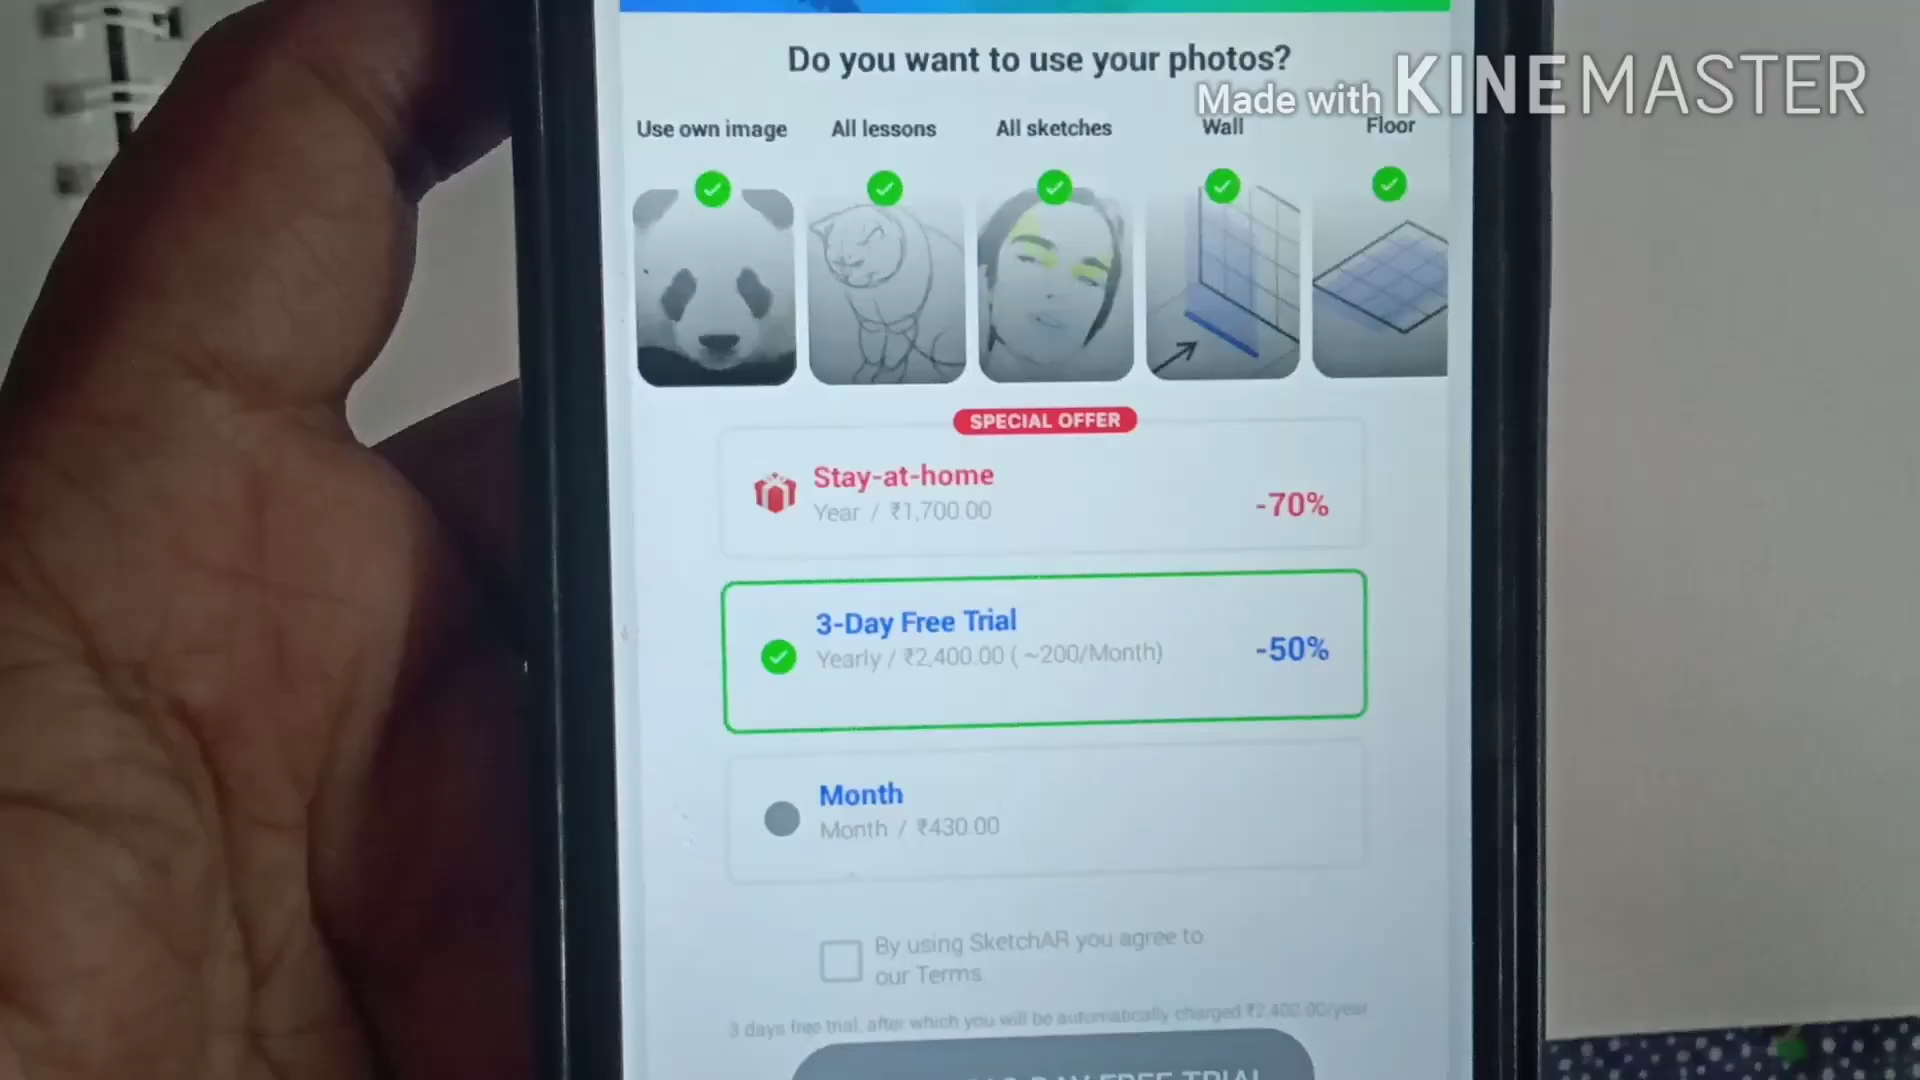 Do you want to use your photos?
Made with KINEMASTER
Use own image All lessons All sketches Wall Floor
SPECIAL OFFER
Stay-at-home
Year / ₹1,700.00
-70%
3-Day Free Trial
Yearly / ₹2,400.00 ( ~200/Month)
-50%
Month
Month / ₹430.00
By using SketchAR you agree to
our Terms.
3 days free trial, after which you will be automatically charged ₹2,400.00/year
DAY FREE TRIAL